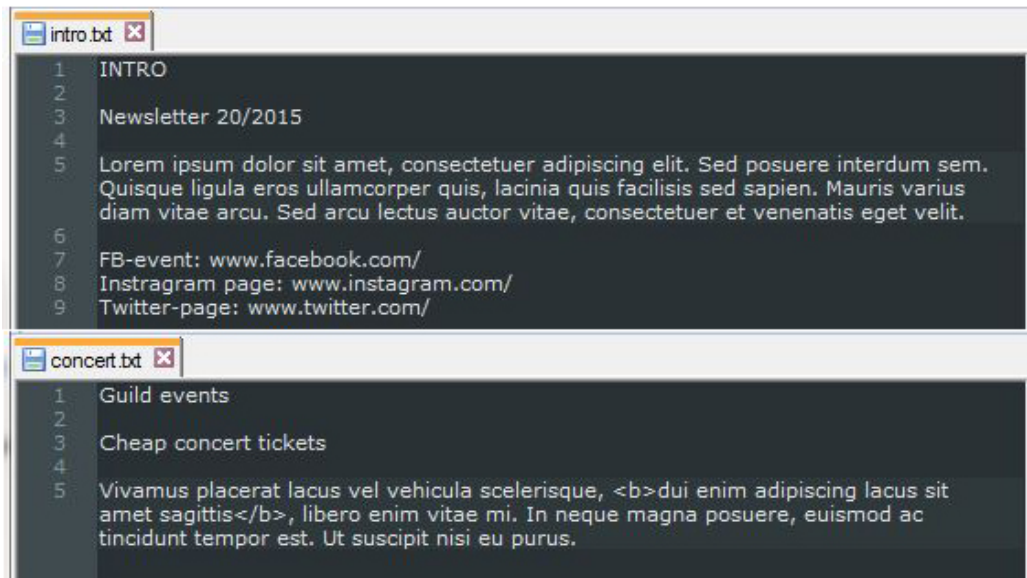 intro.txt
1 INTRO
2
3 Newsletter 20/2015
4
5 Lorem ipsum dolor sit amet, consectetuer adipiscing elit. Sed posuere interdum sem.
Quisque ligula eros ullamcorper quis, lacinia quis facilisis sed sapien. Mauris varius
diam vitae arcu. Sed arcu lectus auctor vitae, consectetuer et venenatis eget velit.
6
7 FB-event: www.facebook.com/
8 Instragram page: www.instagram.com/
9 Twitter-page: www.twitter.com/
concert.txt
1 Guild events
2
3 Cheap concert tickets
4
5 Vivamus placerat lacus vel vehicula scelerisque, <b>dui enim adipiscing lacus sit
amet sagittis</b>, libero enim vitae mi. In neque magna posuere, euismod ac
tincidunt tempor est. Ut suscipit nisi eu purus.